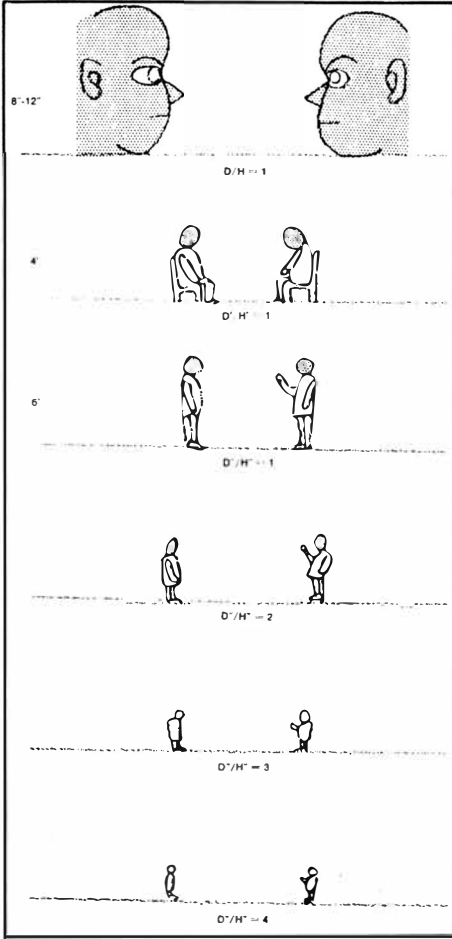 8"-12"
D/H = 1
4'
D' H' = 1
6'
D"/H" = 1
D"/H" = 2
D"/H" = 3
D"/H" = 4